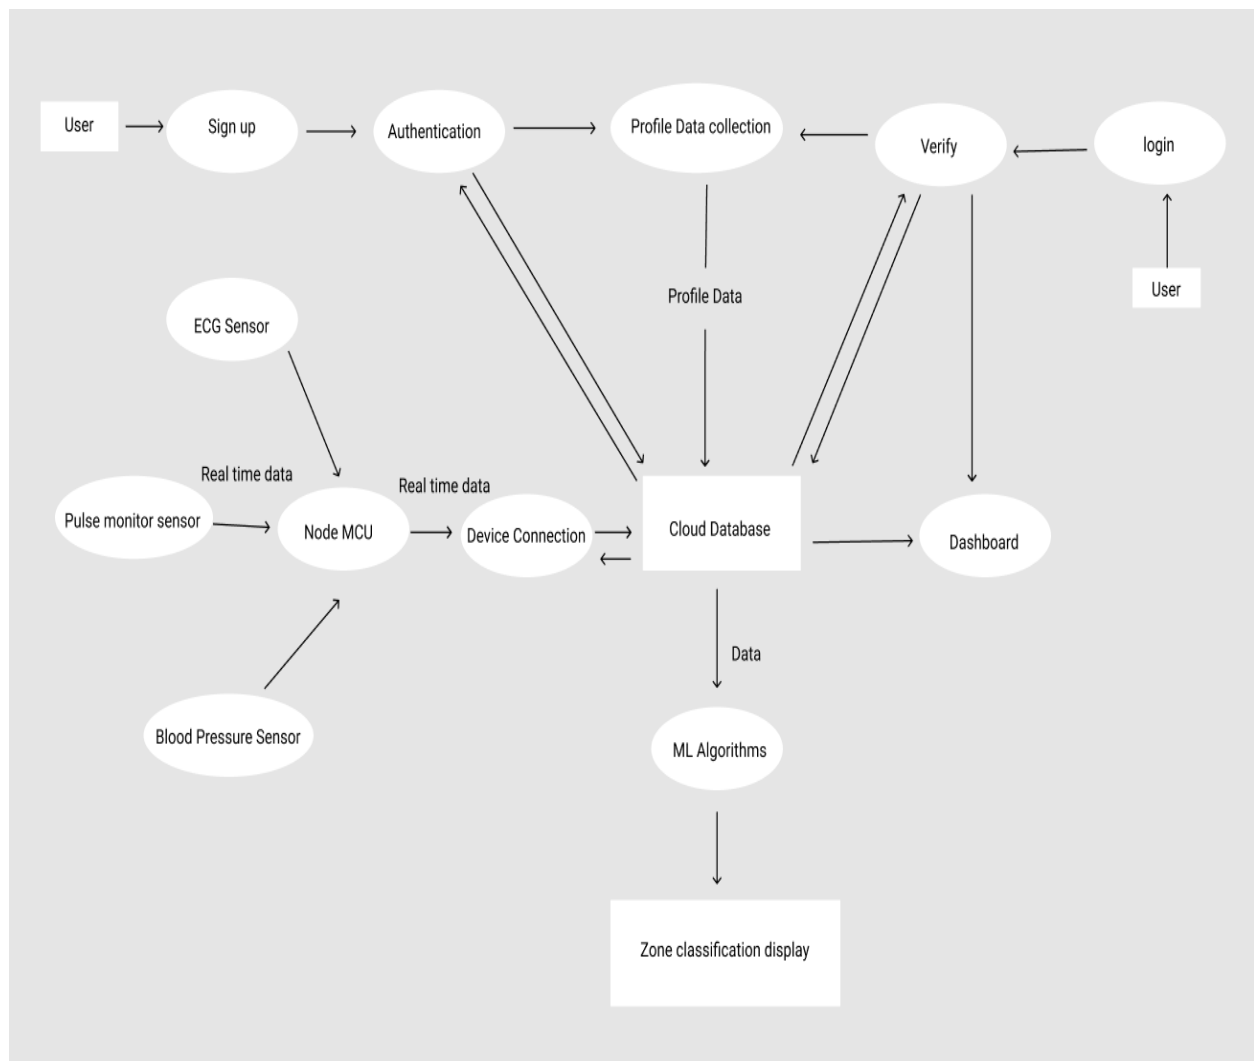 User
Sign up
Authentication
Profile Data collection
Verify
login
User
Profile Data
ECG Sensor
Real time data
Real time data
Pulse monitor sensor
Node MCU
Device Connection
Cloud Database
Dashboard
Data
Blood Pressure Sensor
ML Algorithms
Zone classification display